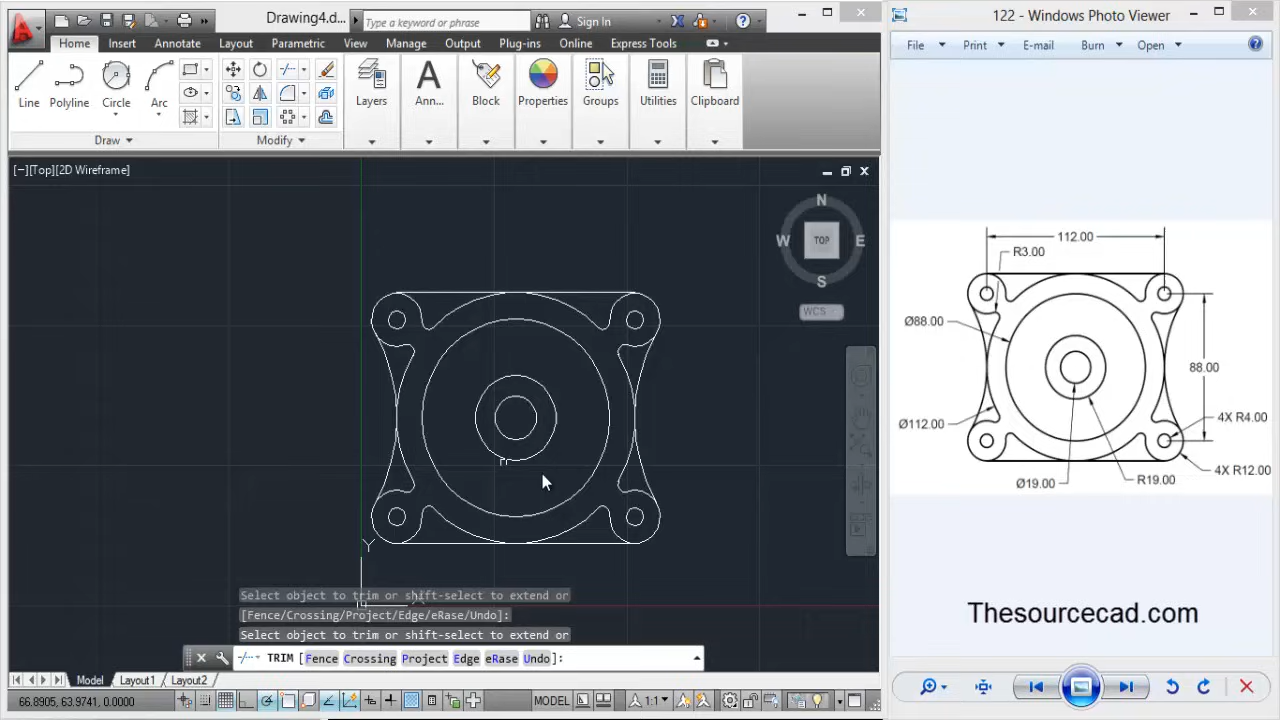 Drawing4.d...
Type a keyword or phrase
Sign In
122 - Windows Photo Viewer
Home
Insert
Annotate
Layout
Parametric
View
Manage
Output
Plug-ins
Online
Express Tools
File
Print
E-mail
Burn
Open
Line
Polyline
Circle
Arc
Layers
Ann...
Block
Properties
Groups
Utilities
Clipboard
Draw
Modify
[−][Top][2D Wireframe]
N
W
TOP
E
S
WCS
Y
112.00
R3.00
Ø88.00
88.00
Ø112.00
4X R4.00
4X R12.00
Ø19.00
R19.00
Thesourcecad.com
Select object to trim or shift-select to extend or
[Fence/Crossing/Project/Edge/eRase/Undo]:
Select object to trim or shift-select to extend or
TRIM [Fence Crossing Project Edge eRase Undo]:
Model
Layout1
Layout2
66.8905, 63.9741, 0.0000
MODEL
1:1